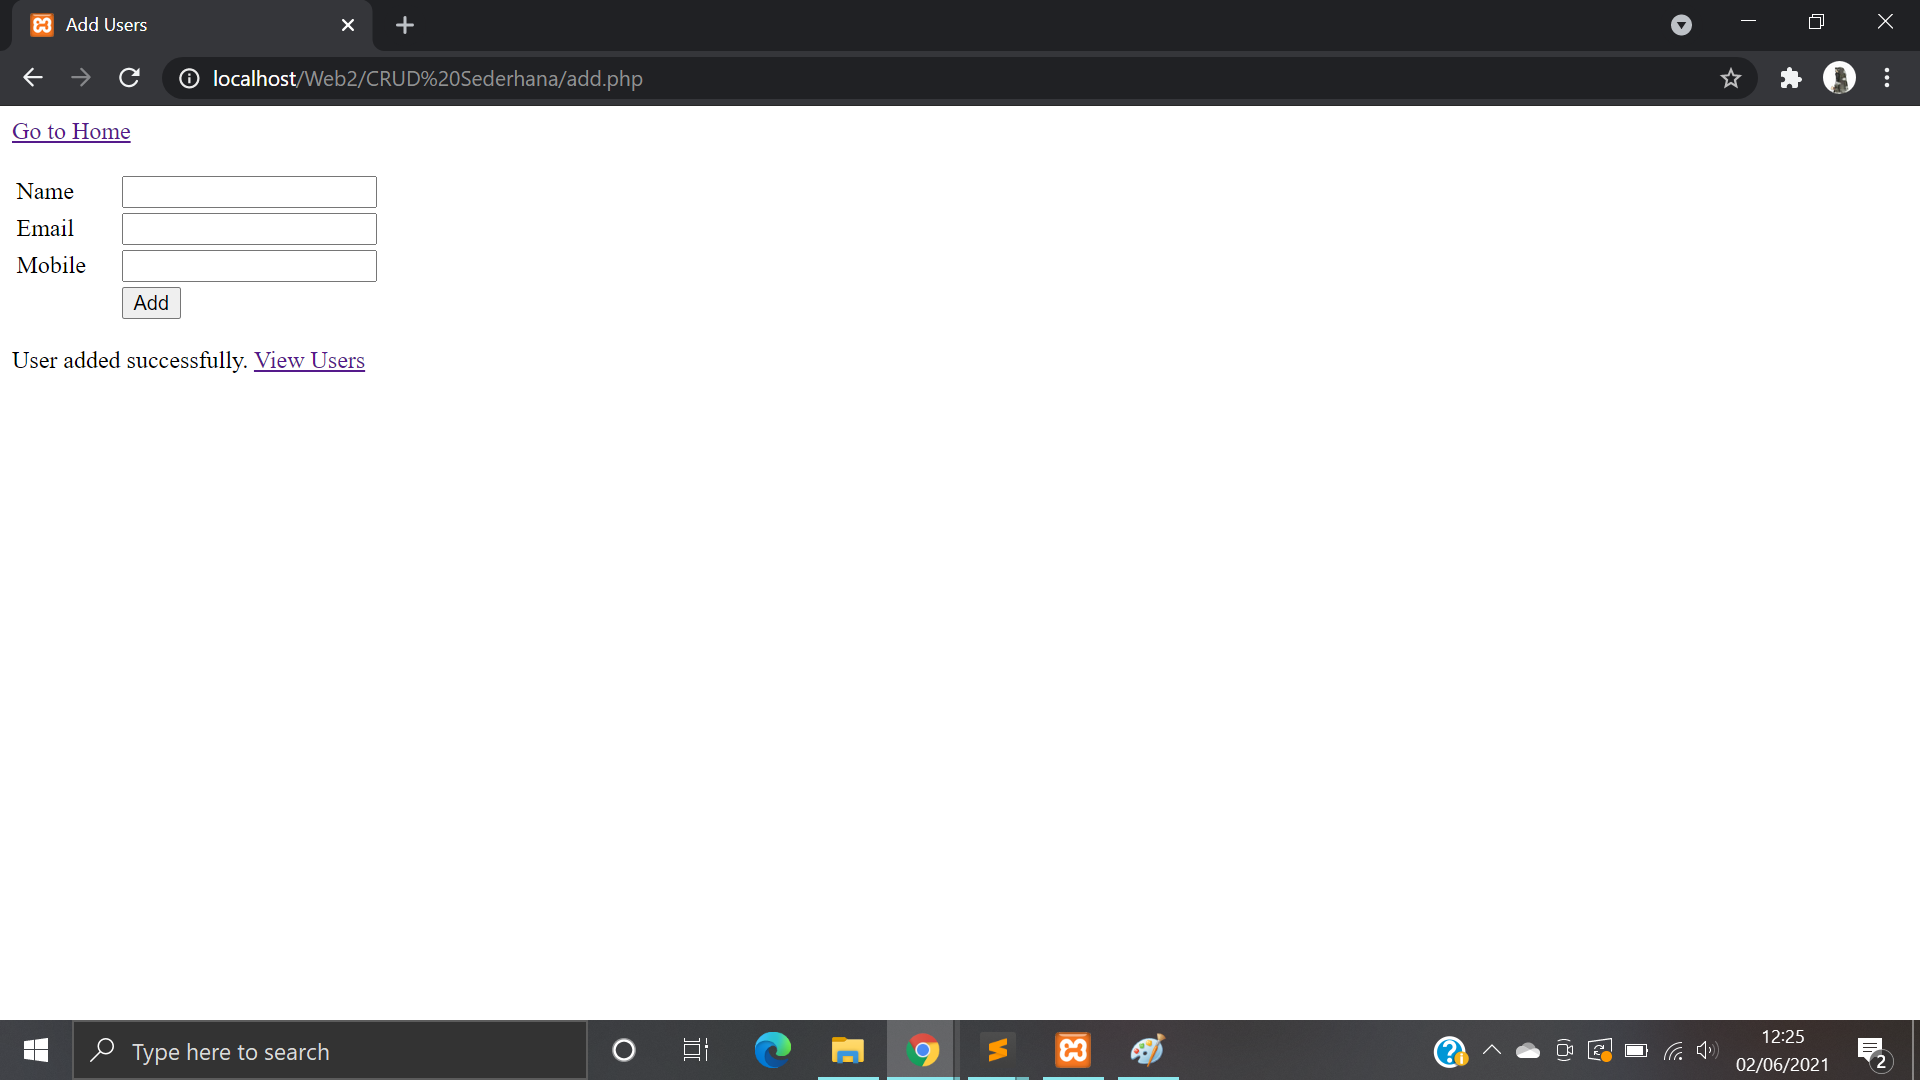 Add Users
localhost/Web2/CRUD%20Sederhana/add.php
Go to Home
Name
Email
Mobile
Add
User added successfully. View Users
Type here to search
12:25
02/06/2021
2